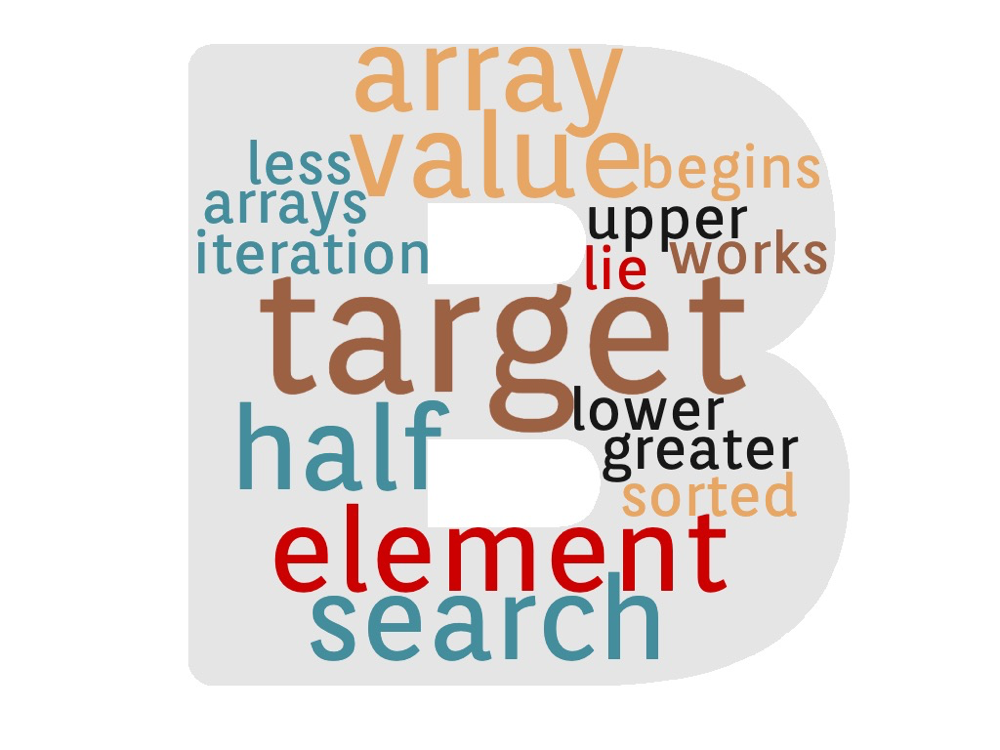 array
value
less
begins
arrays
upper
iteration
lie
works
target
lower
half
greater
sorted
element
search